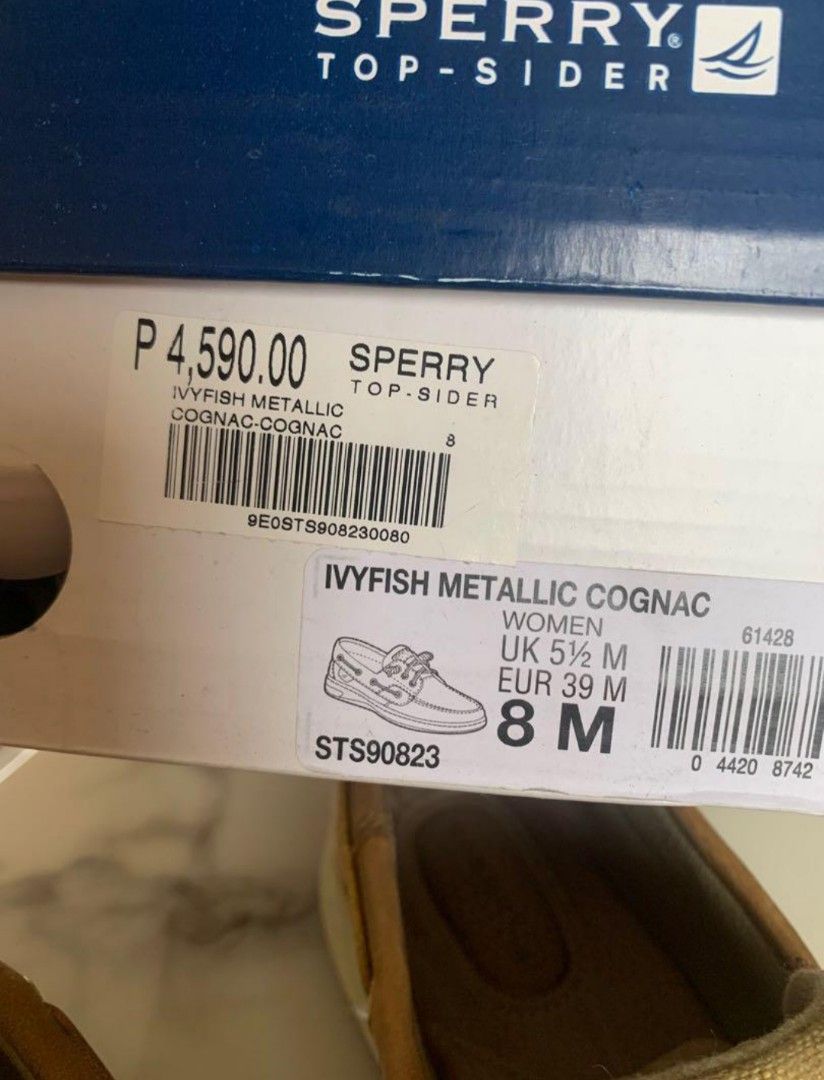 SPERRY®
TOP-SIDER
P 4,590.00
SPERRY
TOP-SIDER
IVYFISH METALLIC
COGNAC-COGNAC
8
9E0STS908230080
IVYFISH METALLIC COGNAC
WOMEN
UK 5½ M
EUR 39 M
8 M
STS90823
61428
0 4420 8742